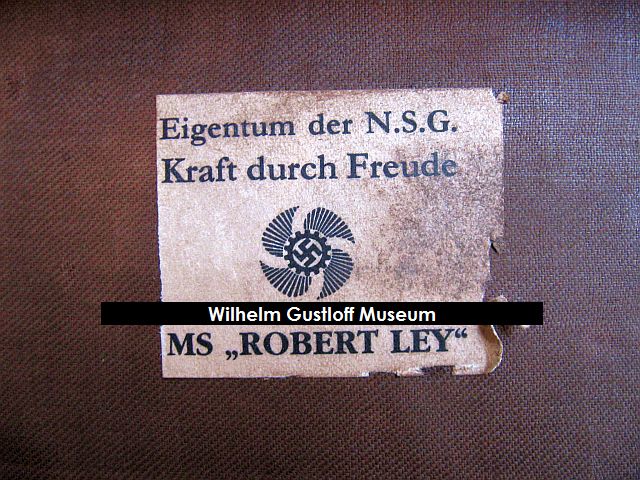 Eigentum der N.S.G.
Kraft durch Freude
Wilhelm Gustloff Museum
MS „ROBERT LEY“